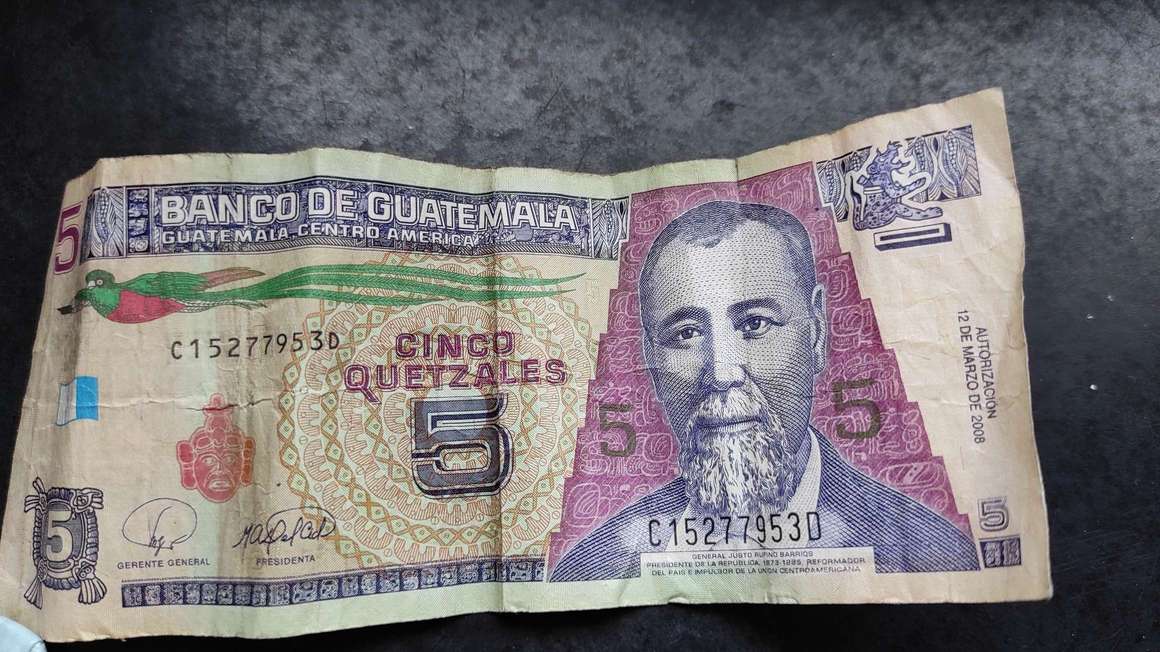 5
BANCO DE GUATEMALA
GUATEMALA, CENTRO AMERICA
C15277953D
CINCO
QUETZALES
5
5
5
AUTORIZACIÓN
12 DE MARZO DE 2008
5
GERENTE GENERAL
PRESIDENTA
C15277953D
GENERAL JUSTO RUFINO BARRIOS
PRESIDENTE DE LA REPUBLICA, 1873-1885, REFORMADOR
DEL PAIS E IMPULSOR DE LA UNION CENTROAMERICANA
5